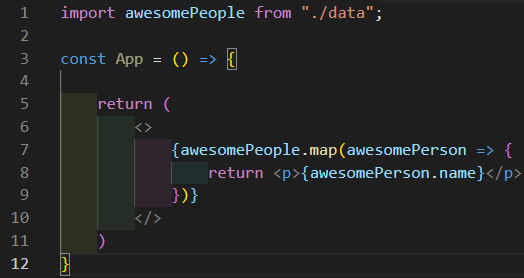 1 import awesomePeople from "./data";
2
3 const App = () => {
4
5     return (
6         <>
7             {awesomePeople.map(awesomePerson => {
8                 return <p>{awesomePerson.name}</p>
9             })}
10         </>
11     )
12 }